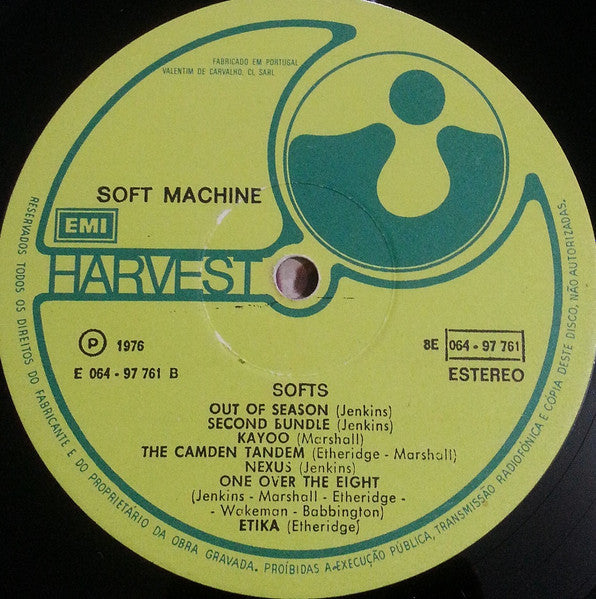 FABRICADO EM PORTUGAL
VALENTIM DE CARVALHO, CI, SARL
SOFT MACHINE
EMI
HARVEST
℗ 1976
8E 064 - 97 761
E 064 - 97 761 B
ESTEREO
SOFTS
OUT OF SEASON (Jenkins)
SECOND BUNDLE (Jenkins)
KAYOO (Marshall)
THE CAMDEN TANDEM (Etheridge - Marshall)
NEXUS (Jenkins)
ONE OVER THE EIGHT
(Jenkins - Marshall - Etheridge -
- Wakeman - Babbington)
ETIKA (Etheridge)
RESERVADOS TODOS OS DIREITOS DO FABRICANTE E DO PROPRIETÁRIO DA OBRA GRAVADA. PROÍBIDAS A EXECUÇÃO PÚBLICA, TRANSMISSÃO RADIOFÓNICA E COPIA DESTE DISCO, NÃO AUTORIZADAS.